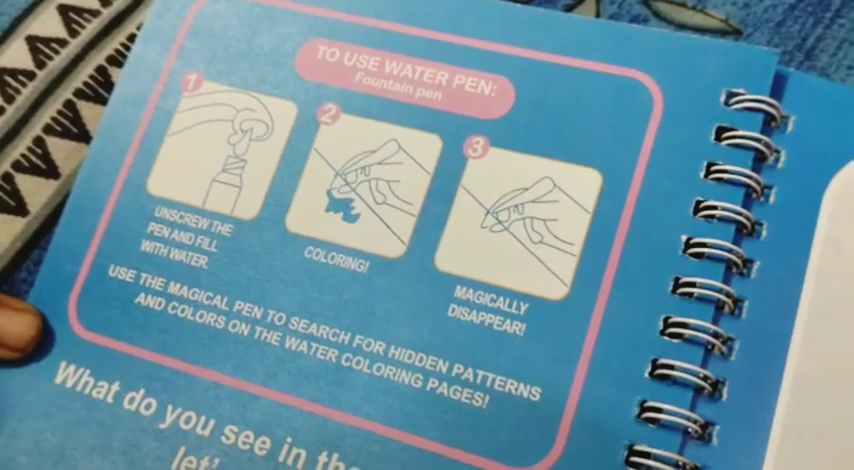 TO USE WATER PEN:
Fountain pen
1
2
3
UNSCREW THE
PEN AND FILL
WITH WATER.
COLORING!
MAGICALLY
DISAPPEAR!
USE THE MAGICAL PEN TO SEARCH FOR HIDDEN PATTERNS
AND COLORS ON THE WATER COLORING PAGES!
What do you see in the
let'